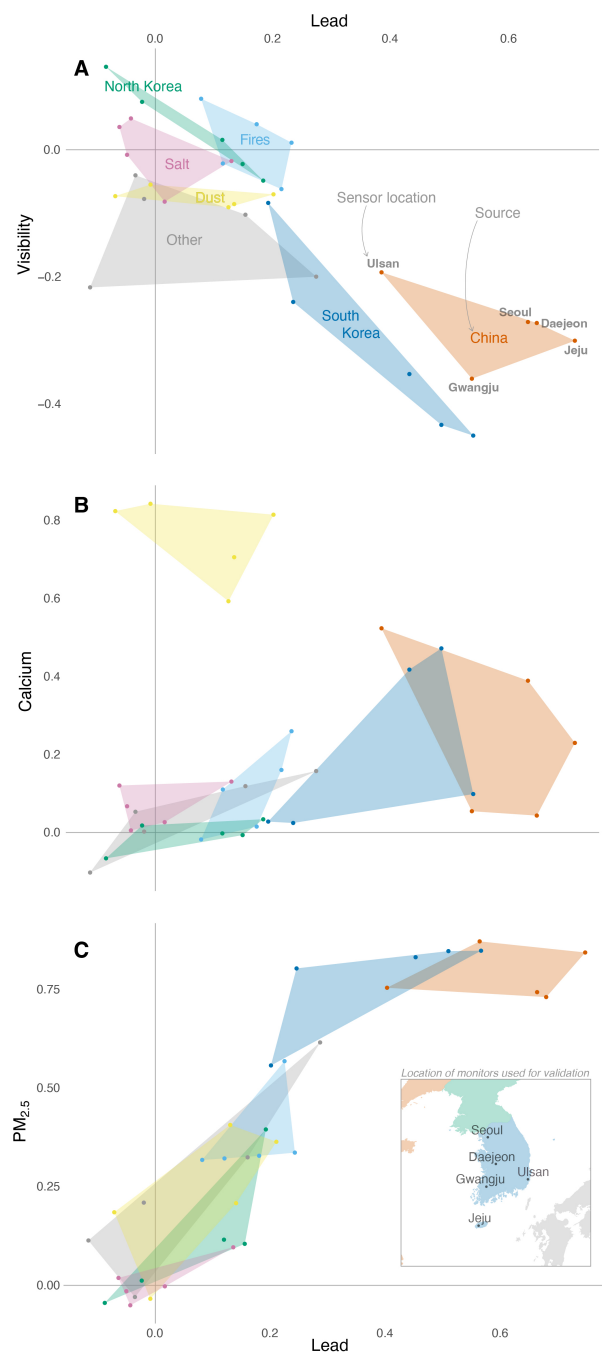 Lead
0.0 0.2 0.4 0.6
A
North Korea
Fires
0.0
Salt
Dust
Sensor location
Source
Other
Visibility
Ulsan
−0.2
Seoul
Daejeon
South
Korea
China
Jeju
Gwangju
−0.4
B
0.8
0.6
Calcium
0.4
0.2
0.0
C
0.75
PM2.5
0.50
Location of monitors used for validation
Seoul
Daejeon
Ulsan
Gwangju
Jeju
0.25
0.00
0.0 0.2 0.4 0.6
Lead